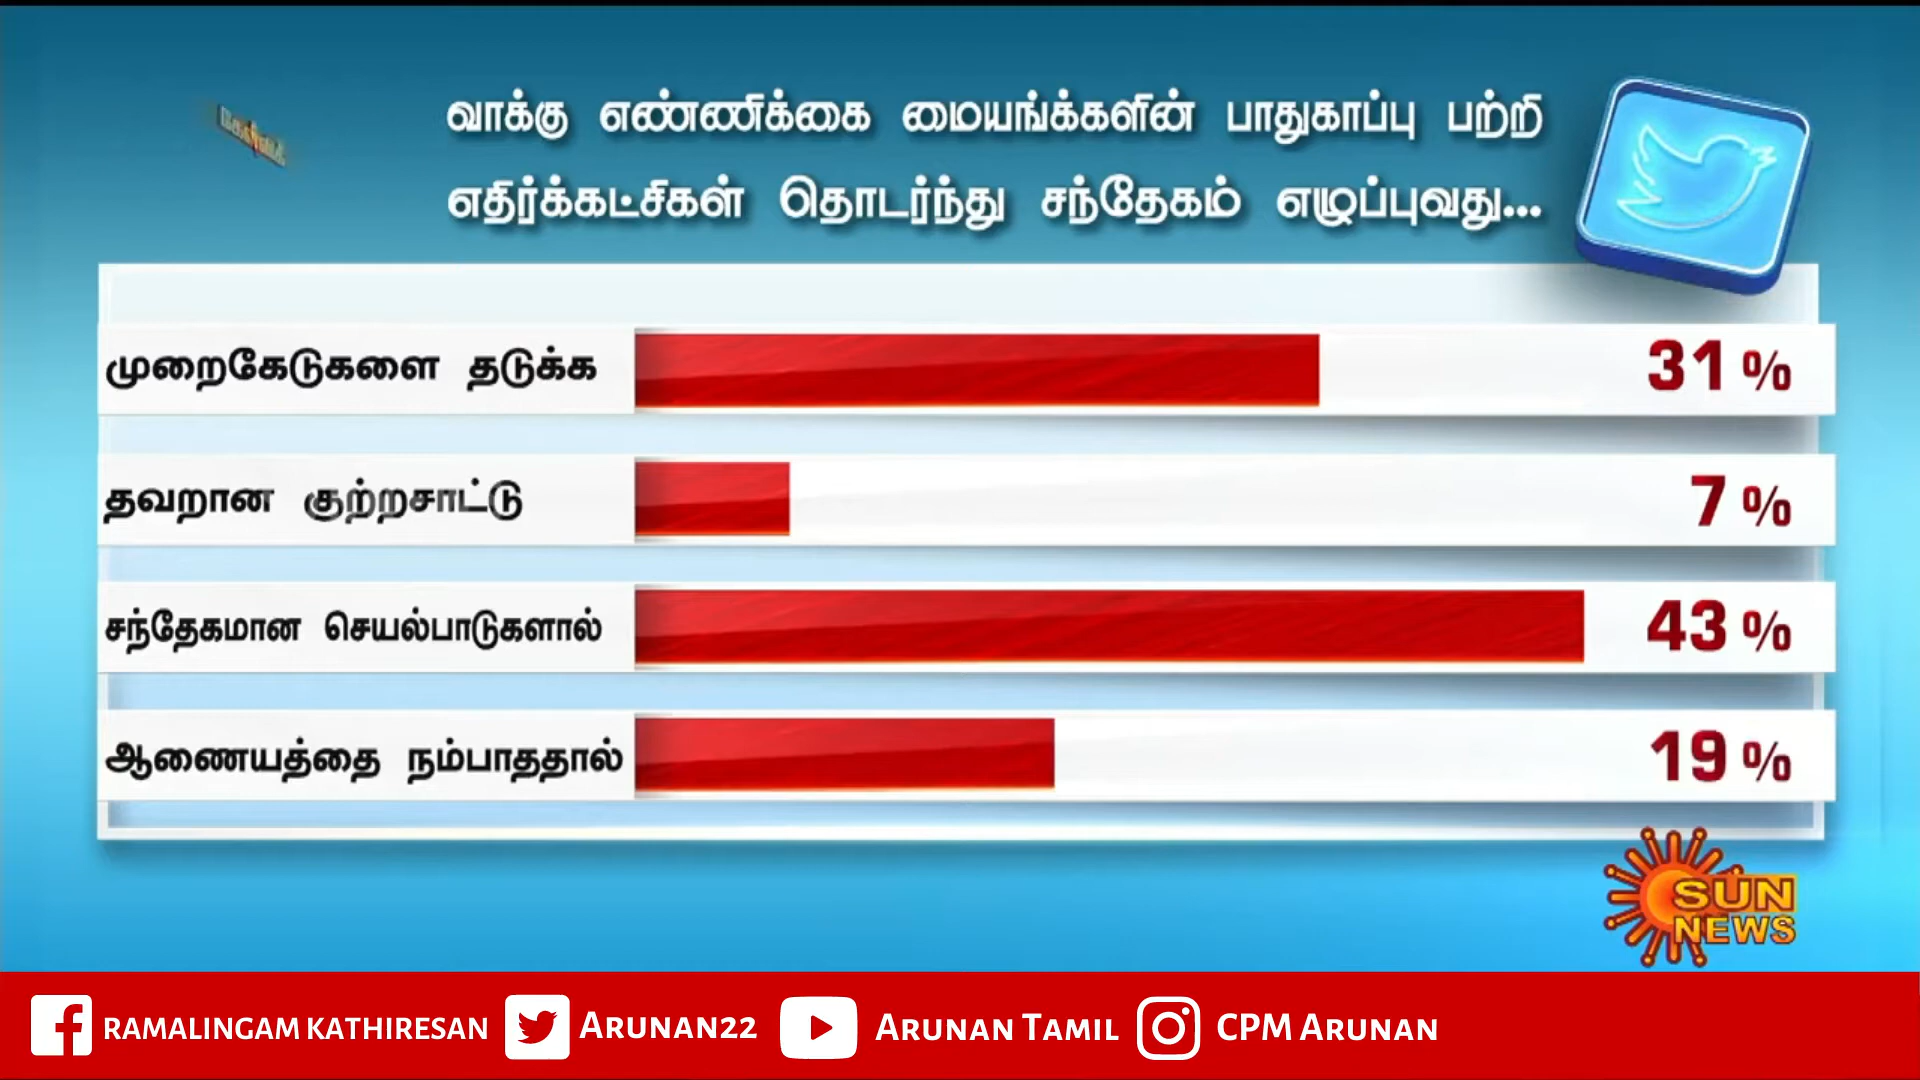 வாக்கு எண்ணிக்கை மையங்க்களின் பாதுகாப்பு பற்றி
எதிர்க்கட்சிகள் தொடர்ந்து சந்தேகம் எழுப்புவது...
முறைகேடுகளை தடுக்க 31 %
தவறான குற்றசாட்டு 7 %
சந்தேகமான செயல்பாடுகளால் 43 %
ஆணையத்தை நம்பாததால் 19 %
SUN
NEWS
RAMALINGAM KATHIRESAN ARUNAN22 ARUNAN TAMIL CPM ARUNAN